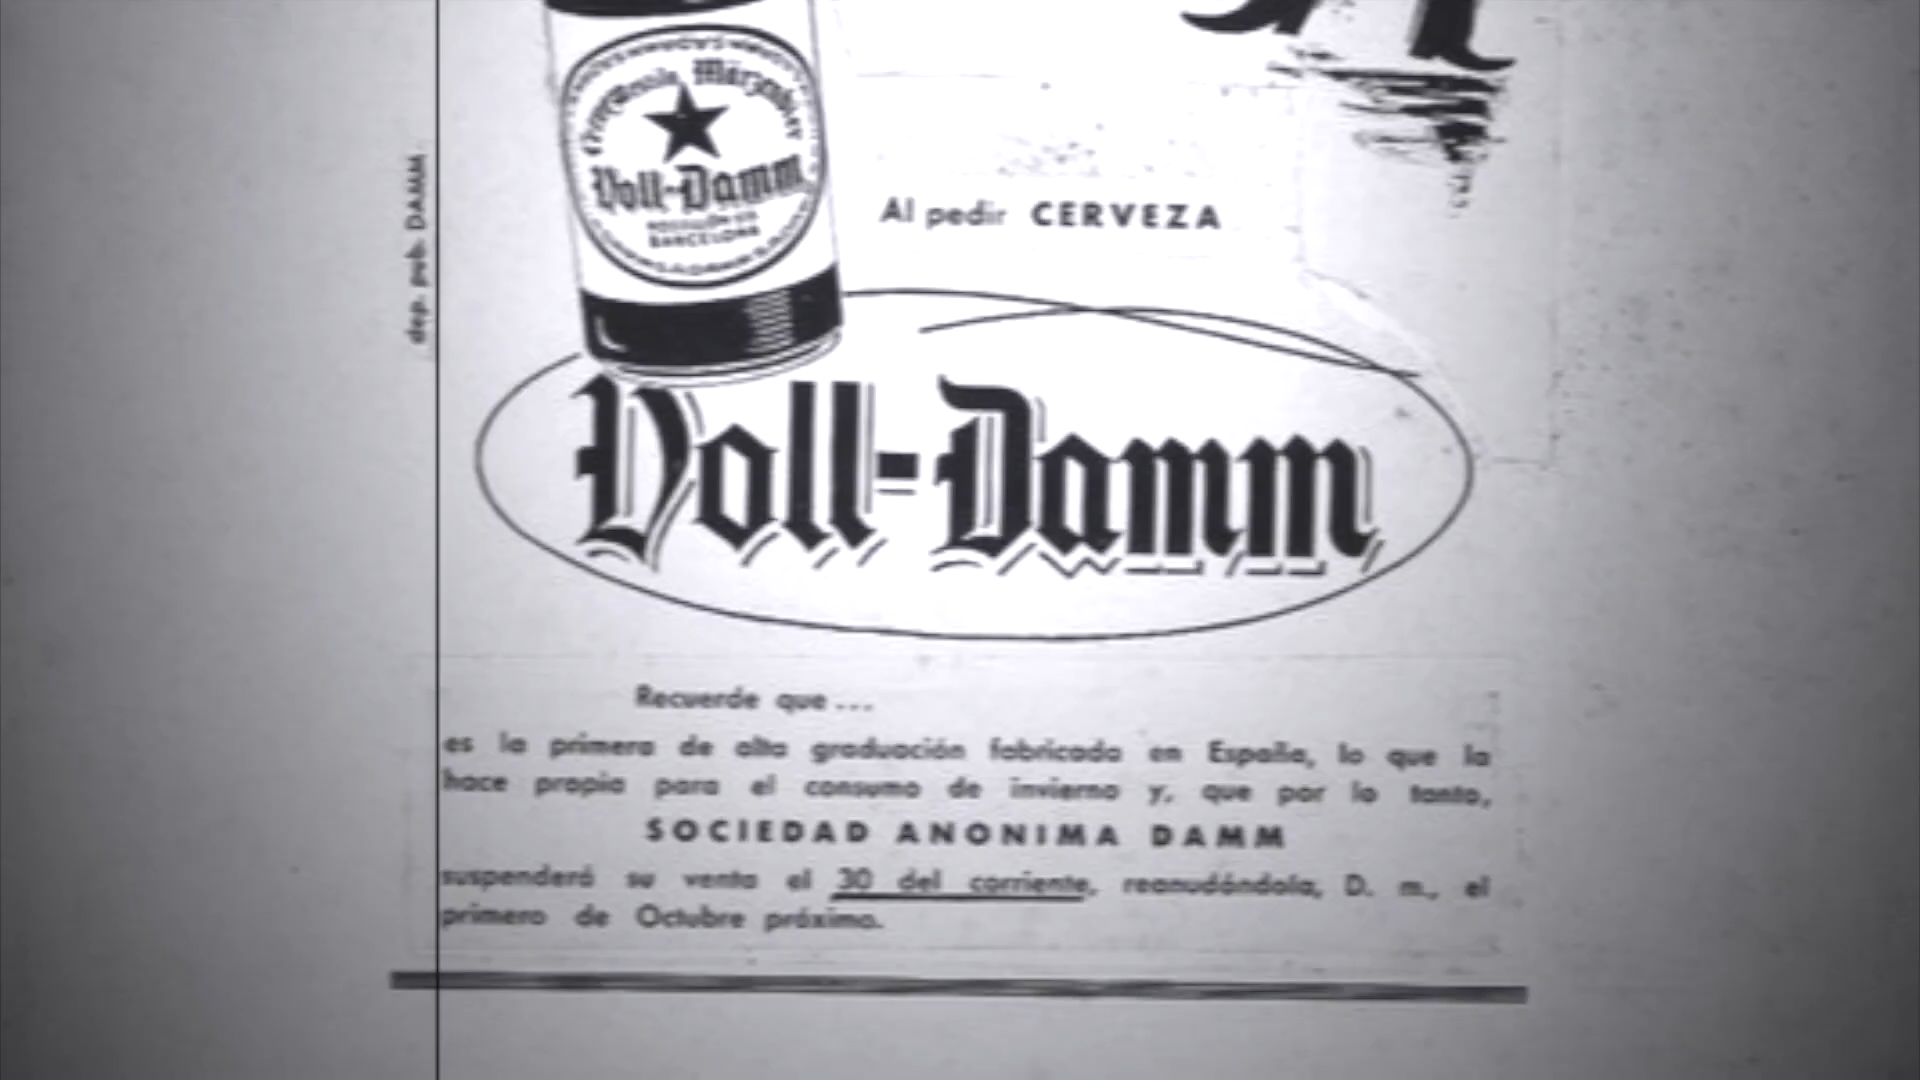 Märzenbier
Voll-Damm
BARCELONA
dep. pub. DAMM
Al pedir CERVEZA
Voll-Damm
Recuerde que ...
es la primera de alta graduación fabricada en España, lo que la
hace propia para el consumo de invierno y, que por lo tanto,
SOCIEDAD ANONIMA DAMM
suspenderá su venta el 30 del corriente, reanudándola, D. m., el
primero de Octubre próximo.